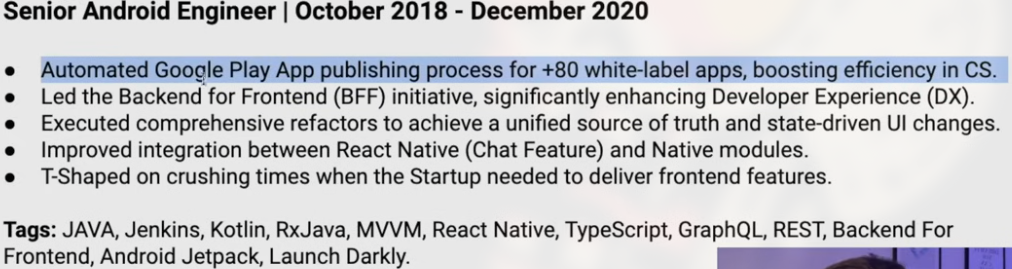 Senior Android Engineer | October 2018 - December 2020
● Automated Google Play App publishing process for +80 white-label apps, boosting efficiency in CS.
● Led the Backend for Frontend (BFF) initiative, significantly enhancing Developer Experience (DX).
● Executed comprehensive refactors to achieve a unified source of truth and state-driven UI changes.
● Improved integration between React Native (Chat Feature) and Native modules.
● T-Shaped on crushing times when the Startup needed to deliver frontend features.
Tags: JAVA, Jenkins, Kotlin, RxJava, MVVM, React Native, TypeScript, GraphQL, REST, Backend For
Frontend, Android Jetpack, Launch Darkly.